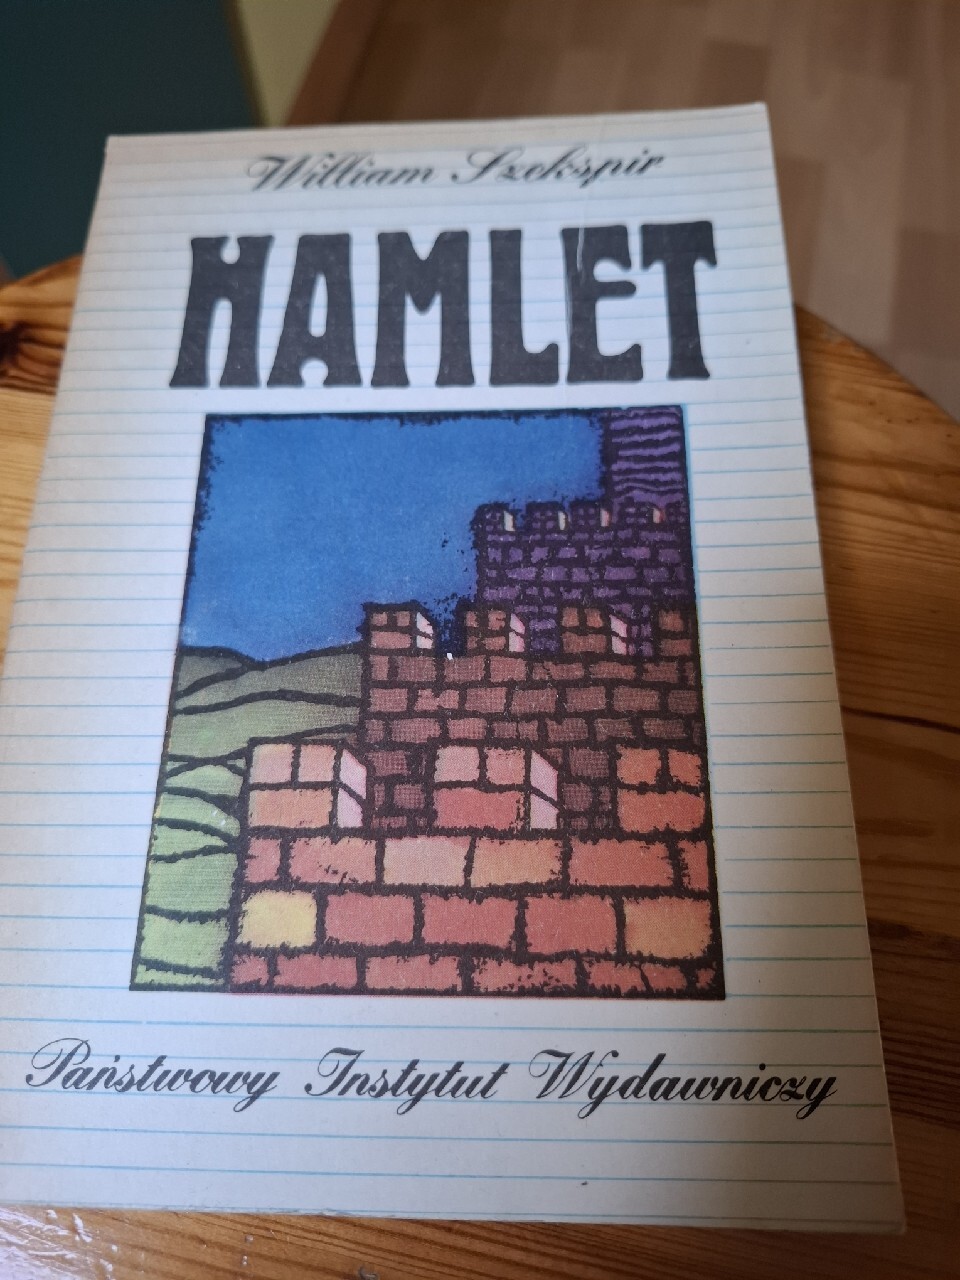 William Szekspir
HAMLET
Państwowy Instytut Wydawniczy